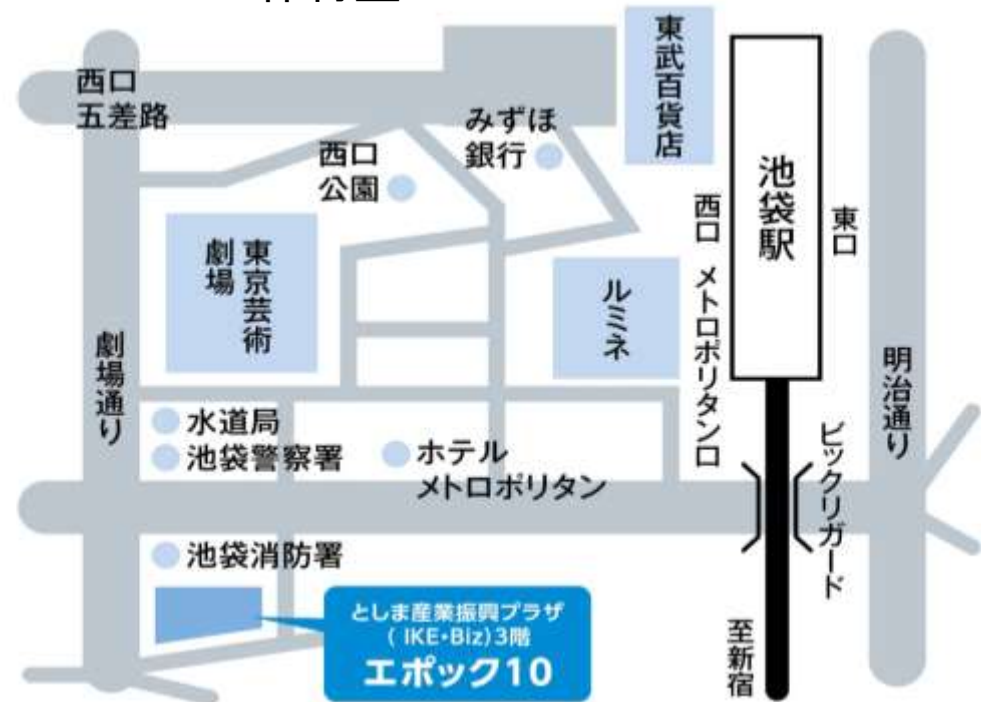 西口
五差路
みずほ
銀行
東武百貨店
西口
公園
池袋駅
東口
西口 メトロポリタン口
東京芸術
劇場
ルミネ
劇場通り
明治通り
水道局
池袋警察署
ホテル
メトロポリタン
ビックリガード
池袋消防署
としま産業振興プラザ
( IKE・Biz)3階
エポック10
至新宿